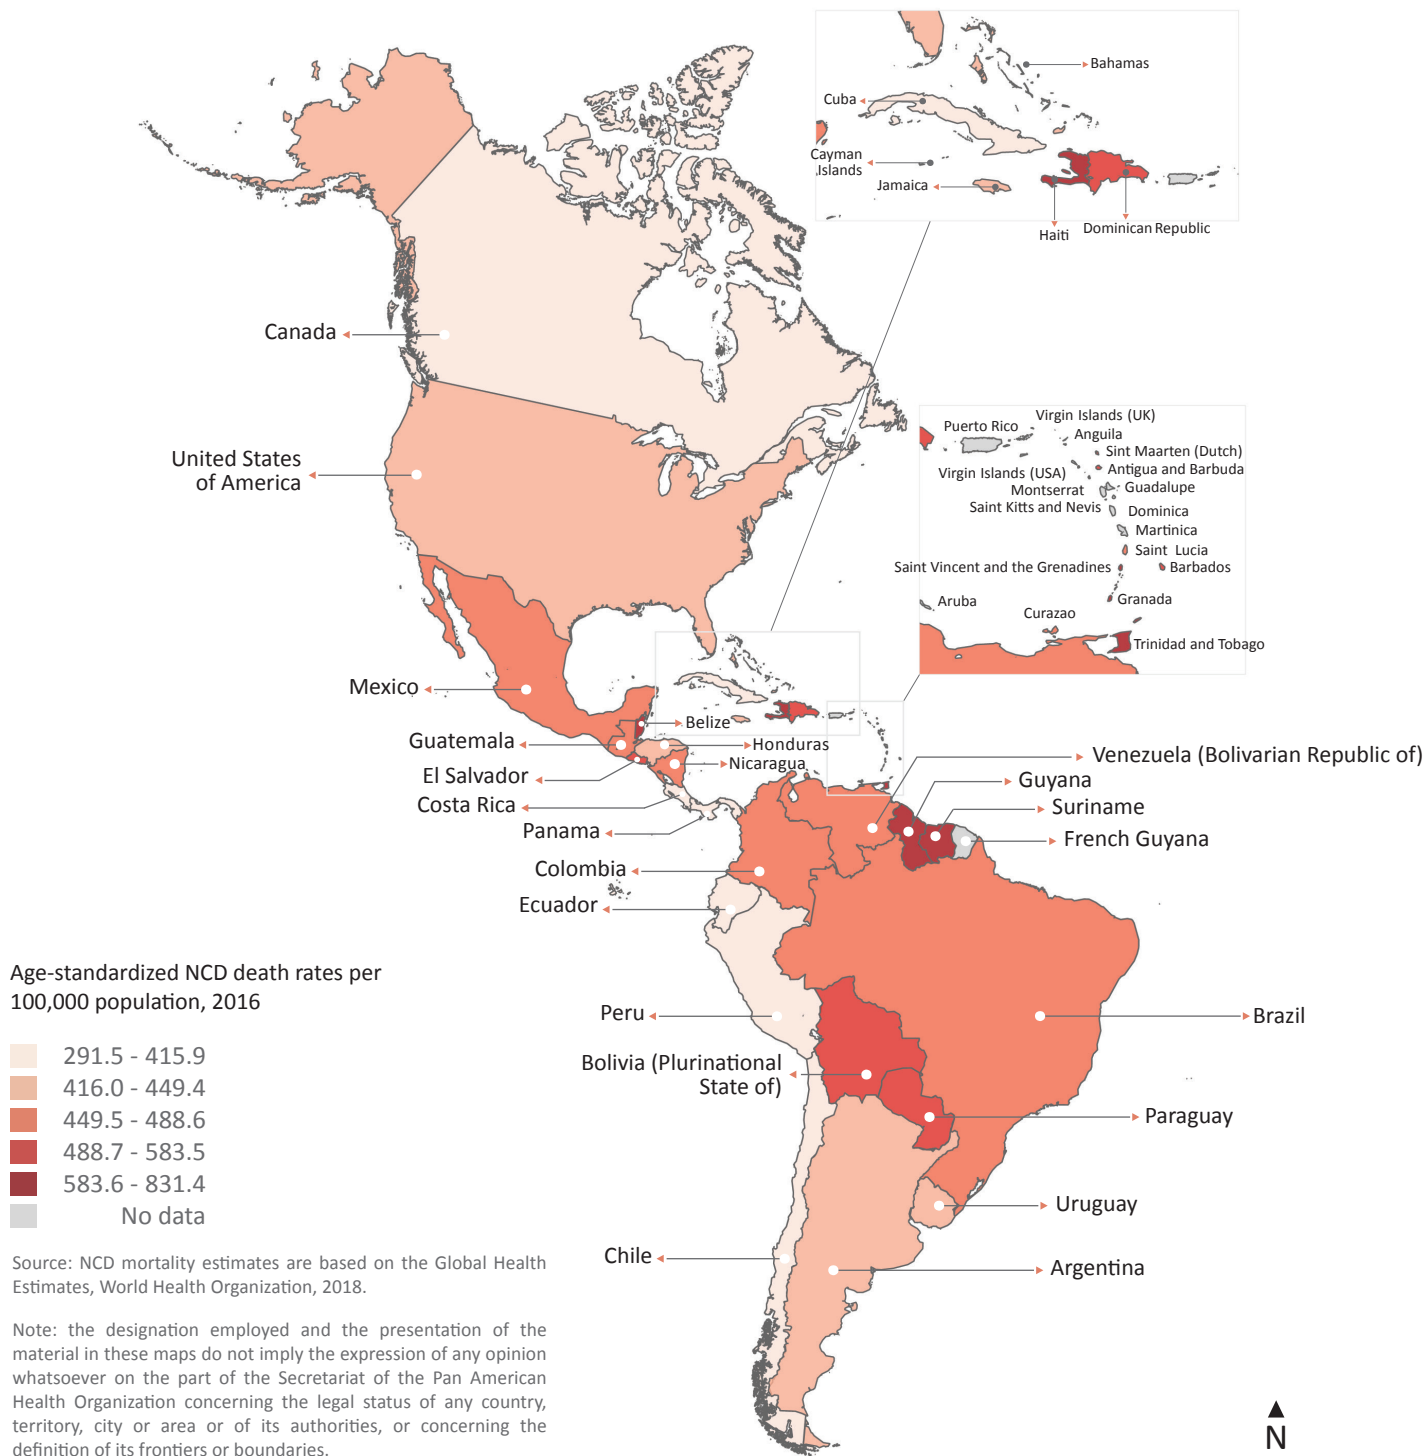 Bahamas
Cuba
Cayman
Islands
Jamaica
Haiti
Dominican Republic
Canada
United States
of America
Puerto Rico
Virgin Islands (UK)
Anguila
Sint Maarten (Dutch)
Virgin Islands (USA)
Antigua and Barbuda
Montserrat
Guadalupe
Saint Kitts and Nevis
Dominica
Martinica
Saint Lucia
Saint Vincent and the Grenadines
Barbados
Aruba
Granada
Curazao
Trinidad and Tobago
Mexico
Belize
Guatemala
Honduras
El Salvador
Nicaragua
Costa Rica
Panama
Venezuela (Bolivarian Republic of)
Guyana
Suriname
French Guyana
Colombia
Ecuador
Peru
Brazil
Bolivia (Plurinational
State of)
Paraguay
Uruguay
Chile
Argentina
Age-standardized NCD death rates per
100,000 population, 2016
291.5 - 415.9
416.0 - 449.4
449.5 - 488.6
488.7 - 583.5
583.6 - 831.4
No data
Source: NCD mortality estimates are based on the Global Health
Estimates, World Health Organization, 2018.
Note: the designation employed and the presentation of the
material in these maps do not imply the expression of any opinion
whatsoever on the part of the Secretariat of the Pan American
Health Organization concerning the legal status of any country,
territory, city or area or of its authorities, or concerning the
definition of its frontiers or boundaries.
N